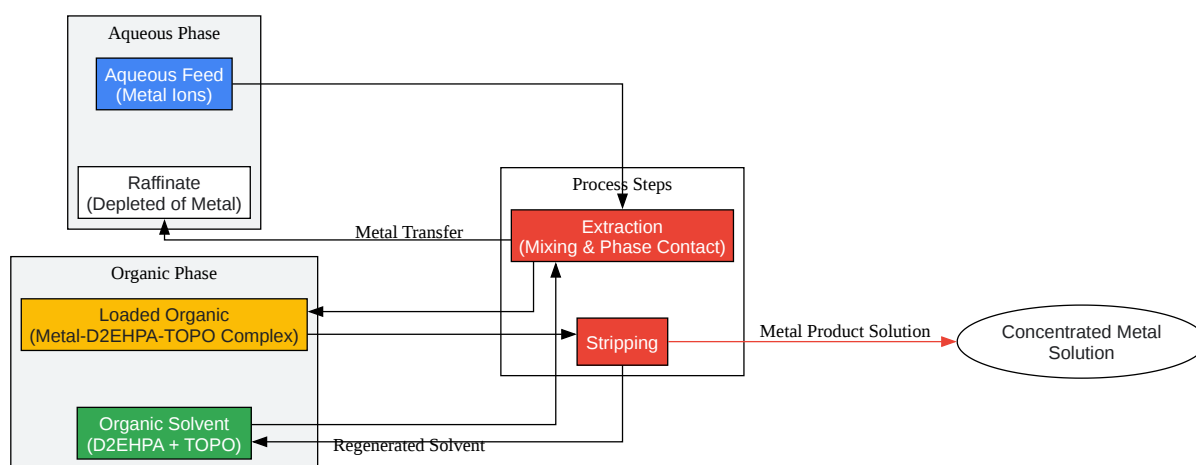 Aqueous Phase
Aqueous Feed
(Metal Ions)
Raffinate
(Depleted of Metal)
Process Steps
Extraction
(Mixing & Phase Contact)
Metal Transfer
Organic Phase
Loaded Organic
(Metal-D2EHPA-TOPO Complex)
Stripping
Metal Product Solution
Concentrated Metal
Solution
Organic Solvent
(D2EHPA + TOPO)
Regenerated Solvent